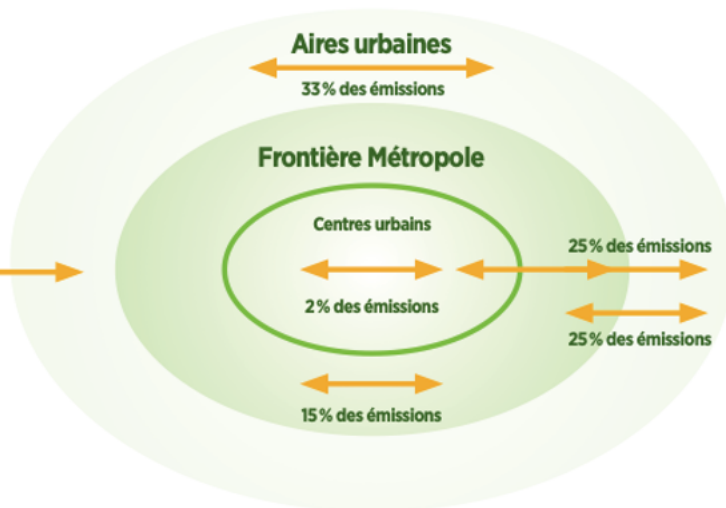 Aires urbaines
33% des émissions
Frontière Métropole
Centres urbains
2% des émissions
25% des émissions
25% des émissions
15% des émissions